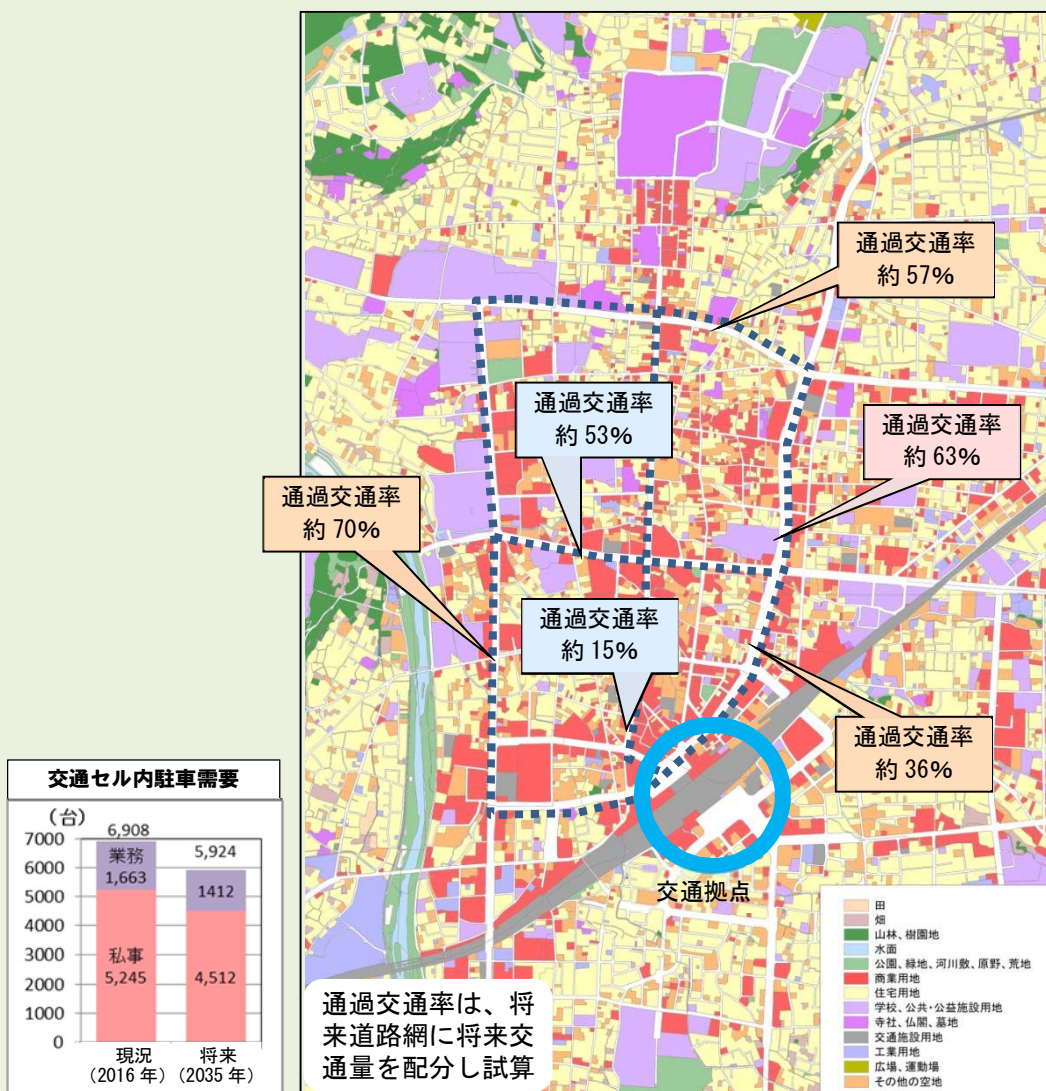 通過交通率
約 57%
通過交通率
約 53%
通過交通率
約 63%
通過交通率
約 70%
通過交通率
約 15%
通過交通率
約 36%
交通拠点
交通セル内駐車需要
（台）
7000
6000
5000
4000
3000
2000
1000
0
6,908
業務
1,663
私事
5,245
5,924
1412
4,512
現況
（2016 年）
将来
（2035 年）
通過交通率は、将
来道路網に将来交
通量を配分し試算
田
畑
山林、樹園地
水面
公園、緑地、河川敷、原野、荒地
商業用地
住宅用地
学校、公共・公益施設用地
寺社、仏閣、墓地
交通施設用地
工業用地
広場、運動場
その他の空地